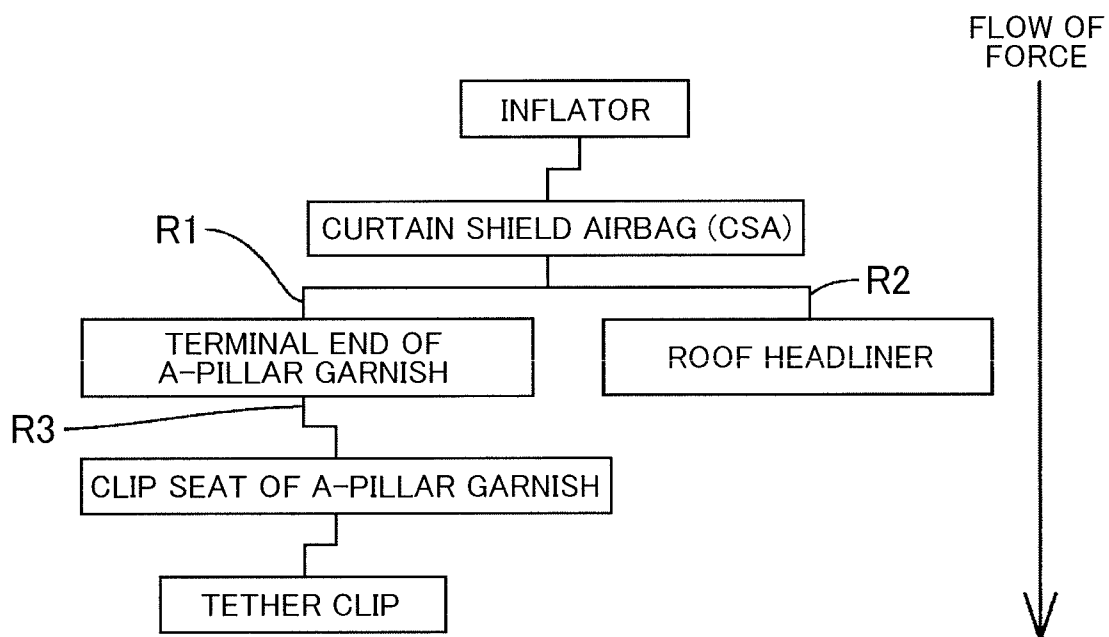 FLOW OF
FORCE
INFLATOR
CURTAIN SHIELD AIRBAG (CSA)
R1
R2
TERMINAL END OF
A-PILLAR GARNISH
ROOF HEADLINER
R3
CLIP SEAT OF A-PILLAR GARNISH
TETHER CLIP